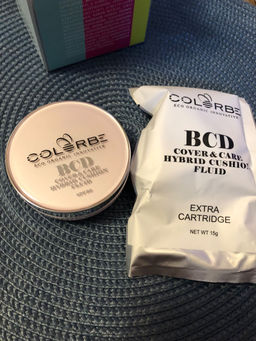 COLORBE
ECO ORGANIC INNOVATIVE
BCD
COVER & CARE
HYBRID CUSHION
FLUID
COLORBE
ECO ORGANIC INNOVATIVE
BCD
COVER & CARE
HYBRID CUSHION
FLUID
EXTRA
CARTRIDGE
NET WT 15g